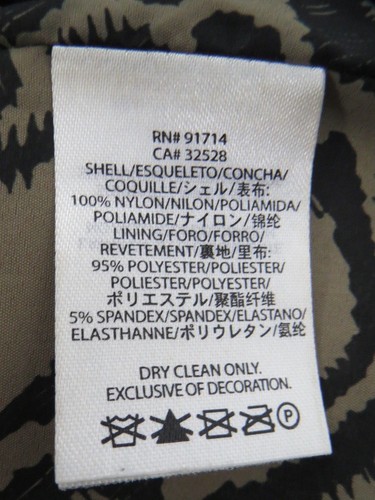 RN# 91714
CA# 32528
SHELL/ESQUELETO/CONCHA/
COQUILLE/シェル/表布:
100% NYLON/NILON/POLIAMIDA/
POLIAMIDE/ナイロン/锦纶
LINING/FORO/FORRO/
REVETEMENT/裏地/里布:
95% POLYESTER/POLIESTER/
POLIESTER/POLYESTER/
ポリエステル/聚酯纤维
5% SPANDEX/SPANDEX/ELASTANO/
ELASTHANNE/ポリウレタン/氨纶
DRY CLEAN ONLY.
EXCLUSIVE OF DECORATION.
P